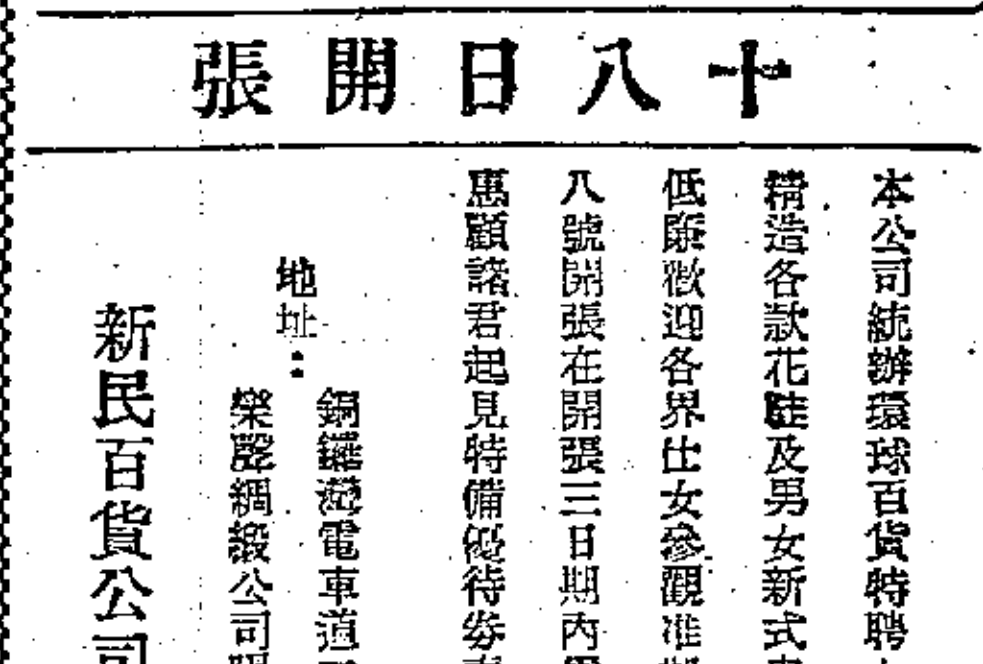 十八日開張
本公司統辦環球百貨特聘
精造各款花鞋及男女新式
低廉歡迎各界仕女參觀准
八號開張在開張三日期內
惠顧諸君起見特備優待券
地址：
銅鑼灣電車道
樂聲綢緞公司
新民百貨公司